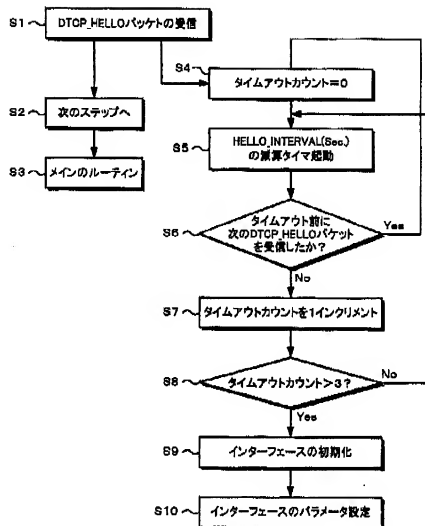 S1
DTCP_HELLOパッケトの受信
S4
タイムアウトカウント=0
S2
次のステップへ
S5
HELLO_INTERVAL(Sec.)
の減算タイマ起動
S3
メインのルーティン
S6
タイムアウト前に
次のDTCP_HELLOパケット
を受信したか?
Yes
No
S7
タイムアウトカウントを1インクリメント
S8
タイムアウトカウント>3?
No
Yes
S9
インターフェースの初期化
S10
インターフェースのパラメータ設定